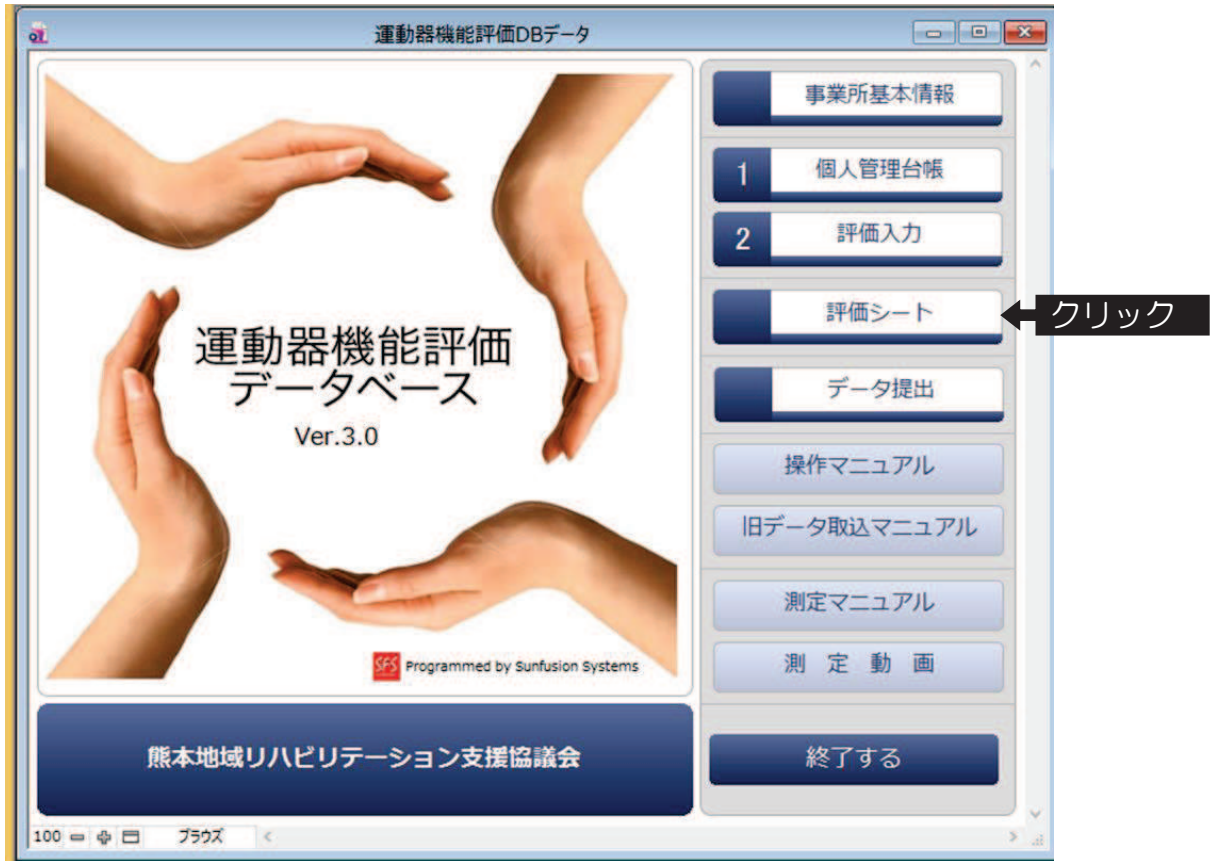 運動器機能評価DBデータ
運動器機能評価
データベース
Ver.3.0
SFS Programmed by Sunfusion Systems
熊本地域リハビリテーション支援協議会
事業所基本情報
1 個人管理台帳
2 評価入力
評価シート
クリック
データ提出
操作マニュアル
旧データ取込マニュアル
測定マニュアル
測 定 動 画
終了する
100 ブラウズ